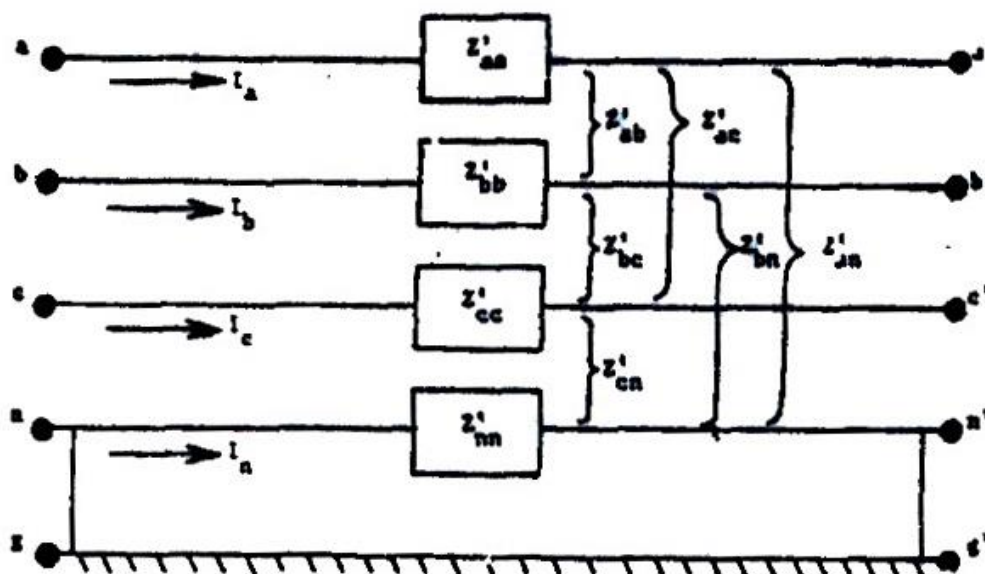 a Z'aa
I_a
Z'ab Z'ac
b Z'bb b
I_b
Z'bc Z'bn Z'an
c Z'cc c'
I_c
Z'cn
n Z'nn n'
I_n
g'